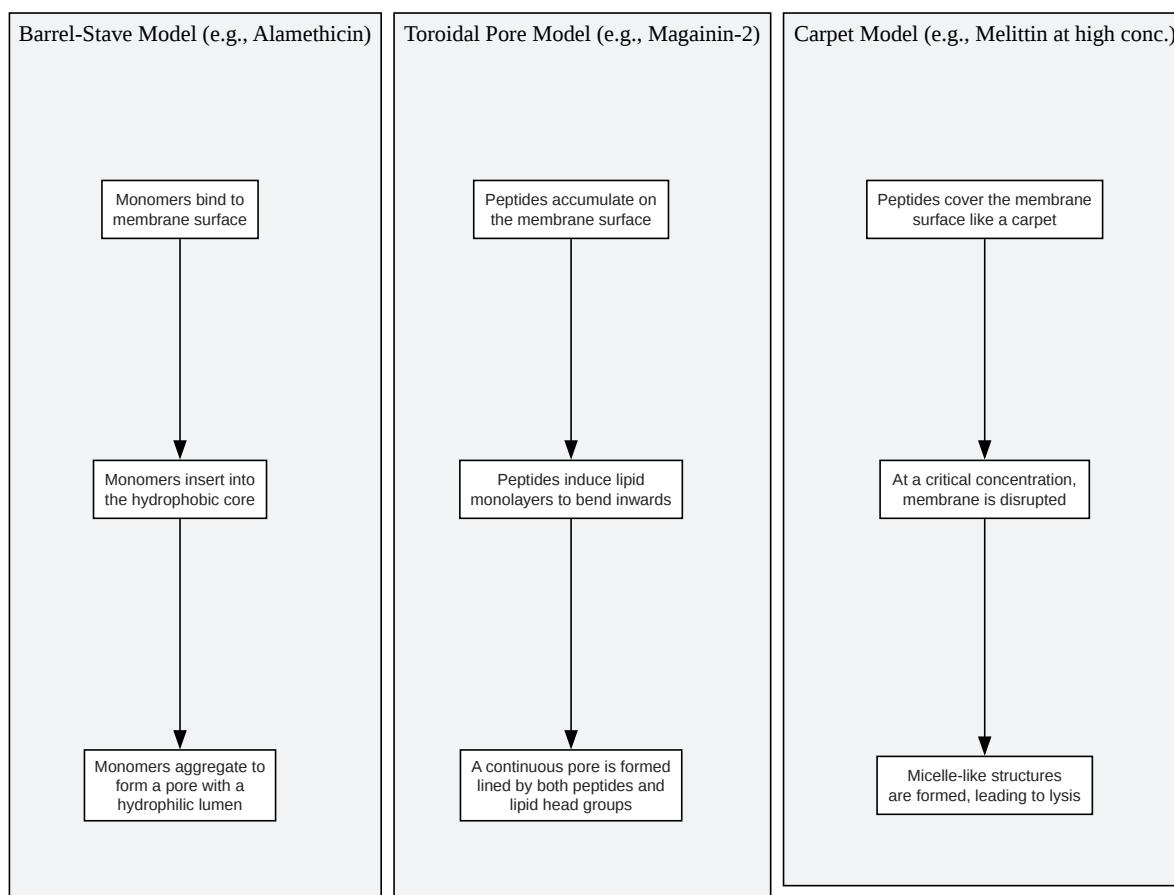 Barrel-Stave Model (e.g., Alamethicin)
Monomers bind to
membrane surface
Monomers insert into
the hydrophobic core
Monomers aggregate to
form a pore with a
hydrophilic lumen
Toroidal Pore Model (e.g., Magainin-2)
Peptides accumulate on
the membrane surface
Peptides induce lipid
monolayers to bend inwards
A continuous pore is formed
lined by both peptides and
lipid head groups
Carpet Model (e.g., Melittin at high conc.)
Peptides cover the membrane
surface like a carpet
At a critical concentration,
membrane is disrupted
Micelle-like structures
are formed, leading to lysis